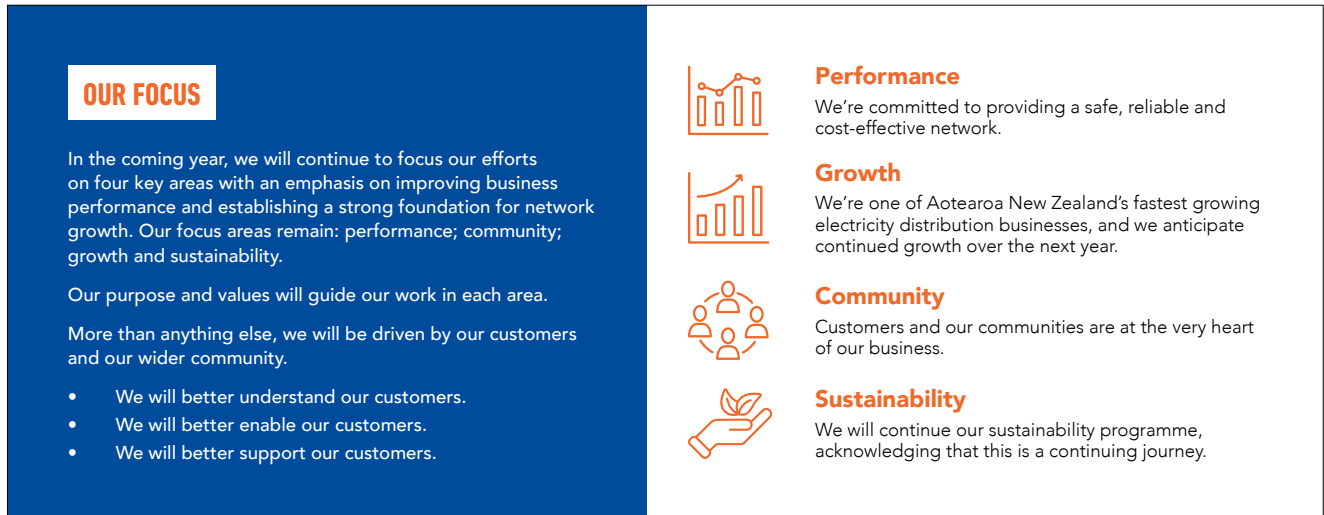 OUR FOCUS
In the coming year, we will continue to focus our efforts
on four key areas with an emphasis on improving business
performance and establishing a strong foundation for network
growth. Our focus areas remain: performance; community;
growth and sustainability.
Our purpose and values will guide our work in each area.
More than anything else, we will be driven by our customers
and our wider community.
• We will better understand our customers.
• We will better enable our customers.
• We will better support our customers.
Performance
We’re committed to providing a safe, reliable and
cost-effective network.
Growth
We’re one of Aotearoa New Zealand’s fastest growing
electricity distribution businesses, and we anticipate
continued growth over the next year.
Community
Customers and our communities are at the very heart
of our business.
Sustainability
We will continue our sustainability programme,
acknowledging that this is a continuing journey.